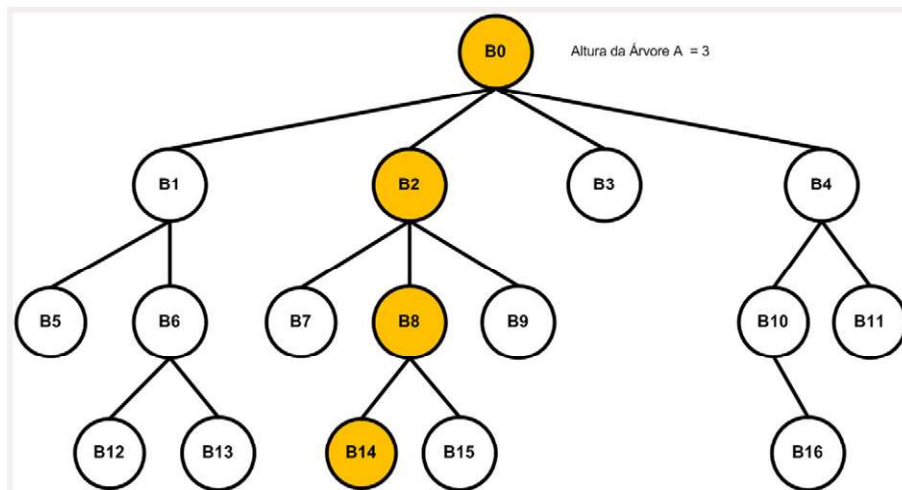 B0
Altura da Árvore A = 3
B1
B2
B3
B4
B5
B6
B7
B8
B9
B10
B11
B12
B13
B14
B15
B16